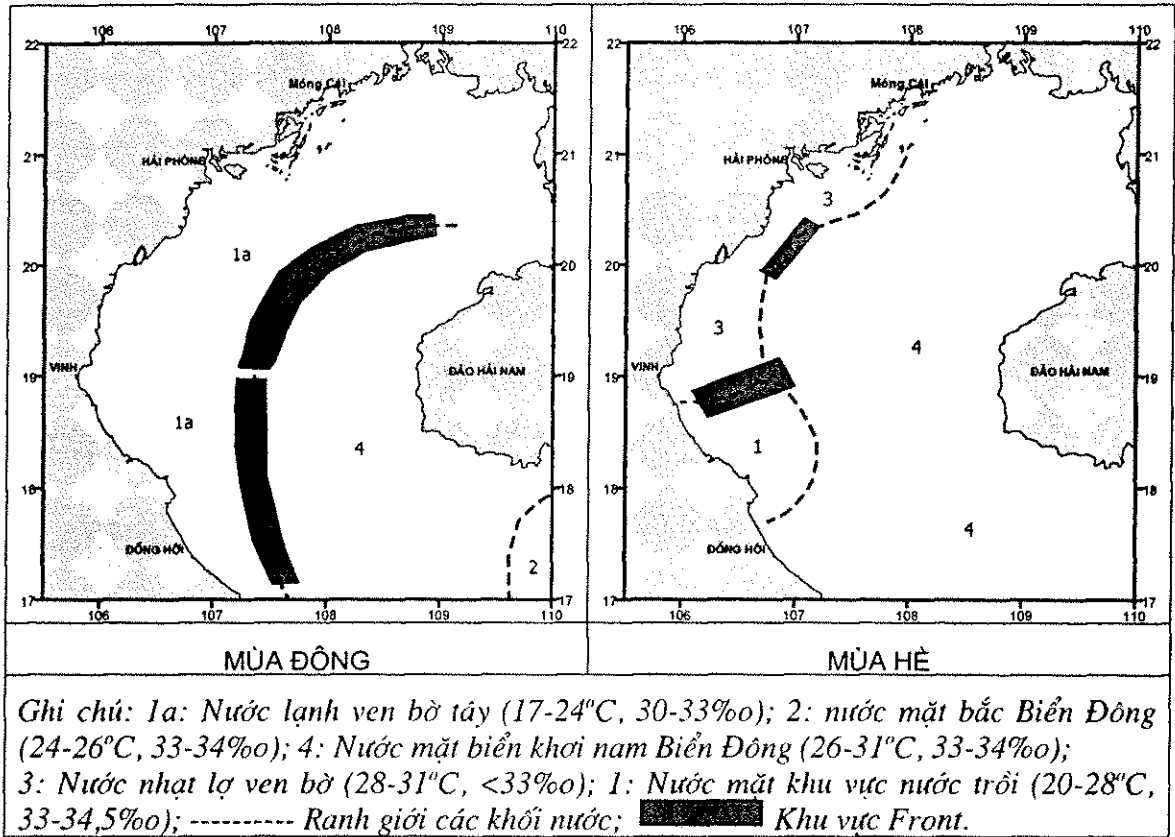 106 107 108 109 110
22 22
Móng Cái
21 21
HẢI PHÒNG
1a
20 20
VINH 19 19
ĐẢO HẢI NAM
1a
4
18 18
ĐỒNG HỚI
2
17 17
106 107 108 109 110
MÙA ĐÔNG
106 107 108 109 110
22 22
Móng Cái
21 21
HẢI PHÒNG
3
20 20
3
4
VINH 19 19
ĐẢO HẢI NAM
1
18 18
ĐỒNG HỚI
4
17 17
106 107 108 109 110
MÙA HÈ
Ghi chú: 1a: Nước lạnh ven bờ tây (17-24°C, 30-33%o); 2: nước mặt bắc Biển Đông
(24-26°C, 33-34%o); 4: Nước mặt biển khơi nam Biển Đông (26-31°C, 33-34%o);
3: Nước nhạt lợ ven bờ (28-31°C, <33%o); 1: Nước mặt khu vực nước trồi (20-28°C,
33-34,5%o); ---------- Ranh giới các khối nước; Khu vực Front.